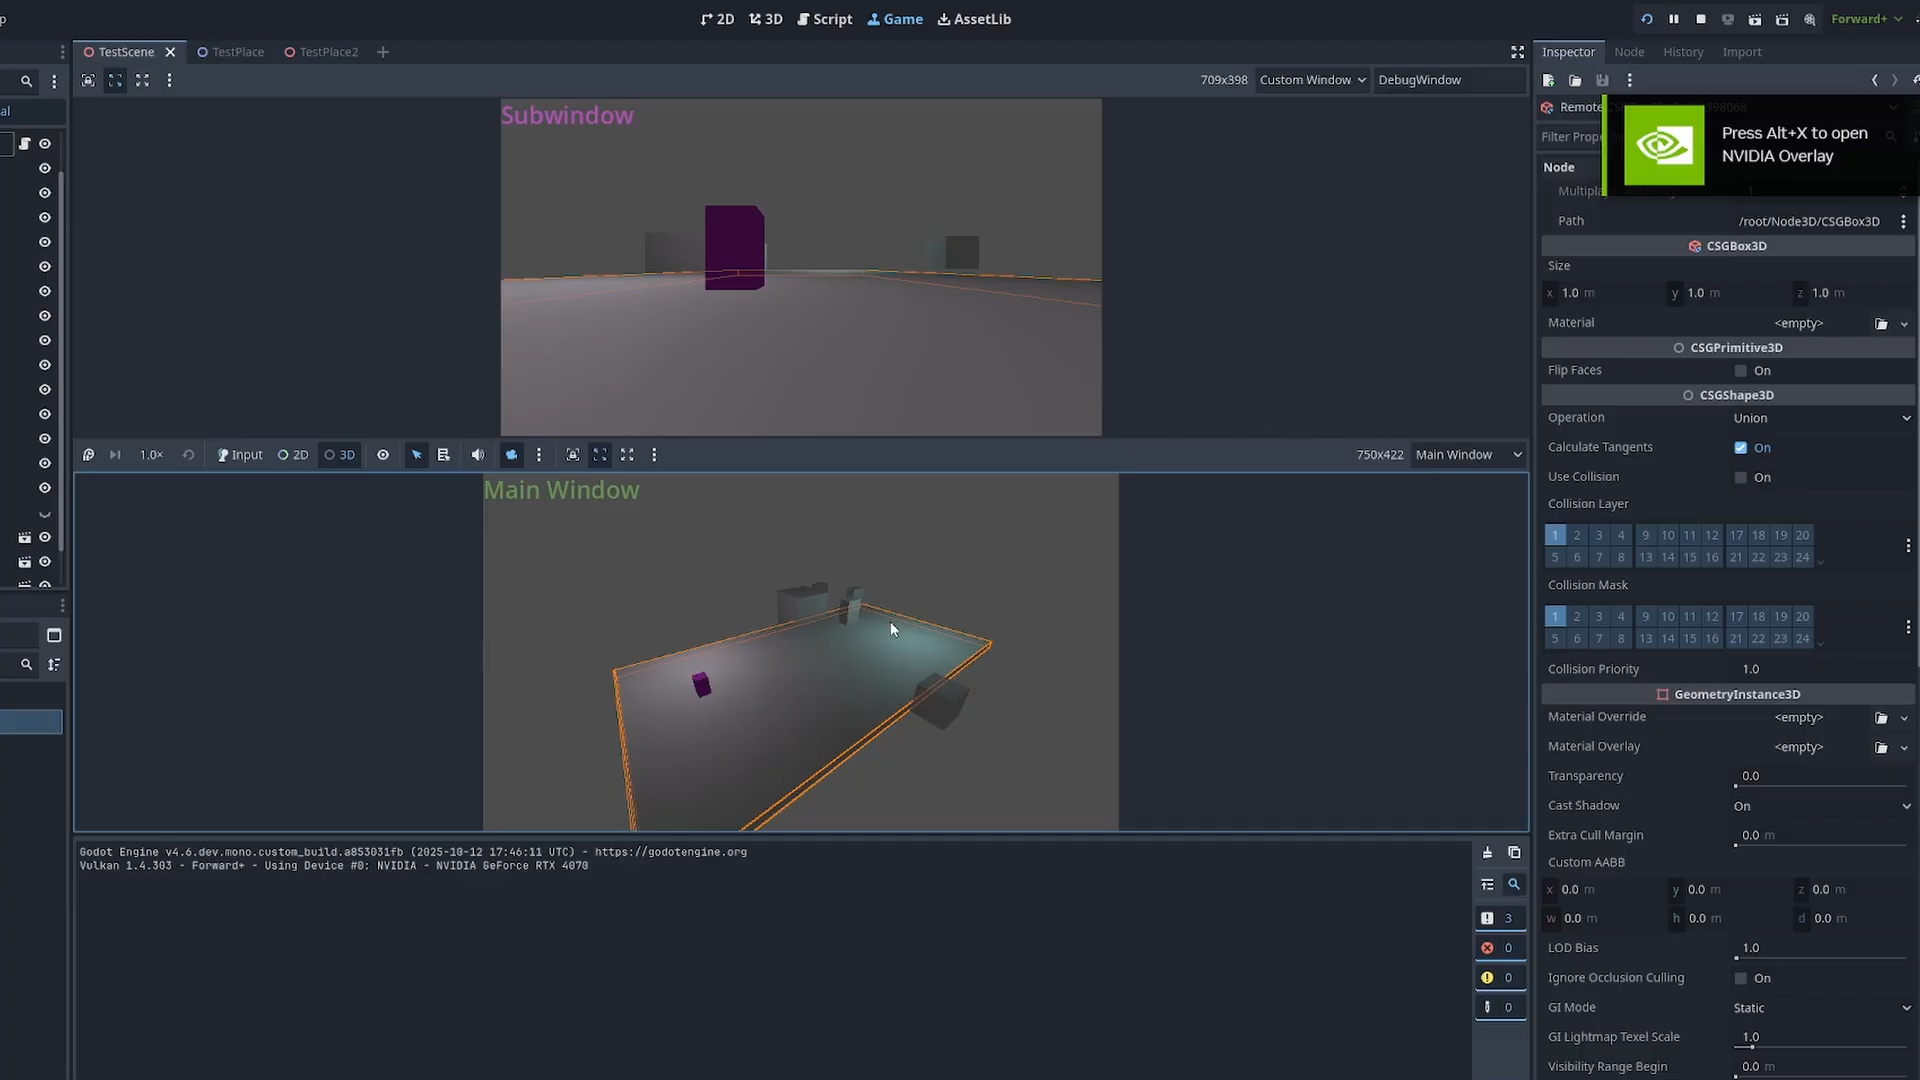 2D 3D Script Game AssetLib
Forward+
TestScene TestPlace TestPlace2
709x398 Custom Window DebugWindow
Subwindow
1.0× Input 2D 3D
750x422 Main Window
Main Window
Godot Engine v4.6.dev.mono.custom_build.a853031fb (2025-10-12 17:46:11 UTC) - https://godotengine.org
Vulkan 1.4.303 - Forward+ - Using Device #0: NVIDIA - NVIDIA GeForce RTX 4070
3
0
0
0
Inspector Node History Import
Remote
Press Alt+X to open
NVIDIA Overlay
Node
Path /root/Node3D/CSGBox3D
CSGBox3D
Size
x 1.0 m y 1.0 m z 1.0 m
Material <empty>
CSGPrimitive3D
Flip Faces On
CSGShape3D
Operation Union
Calculate Tangents On
Use Collision On
Collision Layer
1 2 3 4 9 10 11 12 17 18 19 20
5 6 7 8 13 14 15 16 21 22 23 24
Collision Mask
1 2 3 4 9 10 11 12 17 18 19 20
5 6 7 8 13 14 15 16 21 22 23 24
Collision Priority 1.0
GeometryInstance3D
Material Override <empty>
Material Overlay <empty>
Transparency 0.0
Cast Shadow On
Extra Cull Margin 0.0 m
Custom AABB
x 0.0 m y 0.0 m z 0.0 m
w 0.0 m h 0.0 m d 0.0 m
LOD Bias 1.0
Ignore Occlusion Culling On
GI Mode Static
GI Lightmap Texel Scale 1.0
Visibility Range Begin 0.0 m